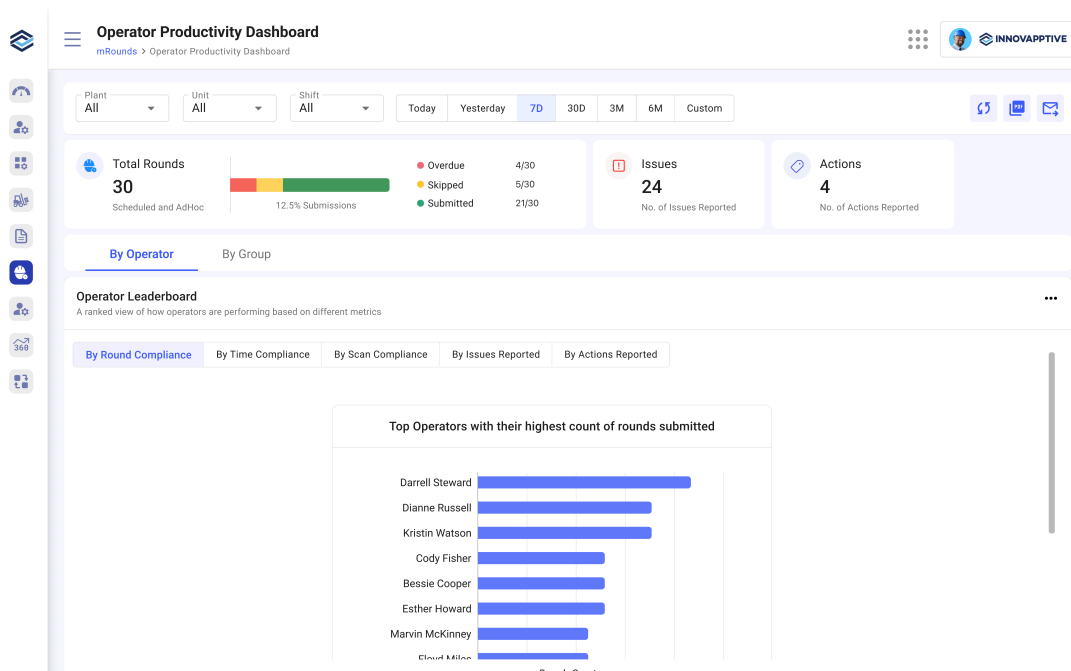 Operator Productivity Dashboard
mRounds > Operator Productivity Dashboard
INNOVAPPTIVE
Plant
All
Unit
All
Shift
All
Today Yesterday 7D 30D 3M 6M Custom
PDF
Total Rounds
30
Scheduled and AdHoc
12.5% Submissions
Overdue 4/30
Skipped 5/30
Submitted 21/30
Issues
24
No. of Issues Reported
Actions
4
No. of Actions Reported
By Operator By Group
Operator Leaderboard
A ranked view of how operators are performing based on different metrics
360
By Round Compliance By Time Compliance By Scan Compliance By Issues Reported By Actions Reported
Top Operators with their highest count of rounds submitted
Darrell Steward
Dianne Russell
Kristin Watson
Cody Fisher
Bessie Cooper
Esther Howard
Marvin McKinney
Floyd Miles